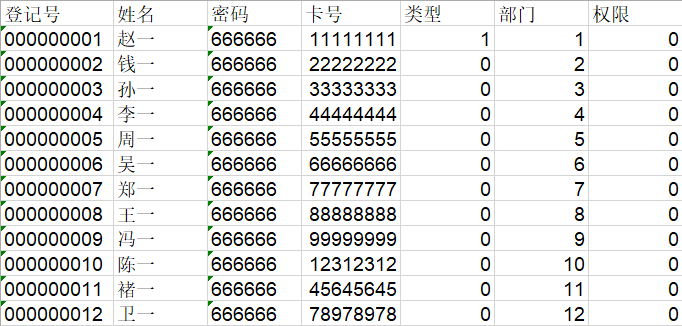 登记号 姓名 密码 卡号 类型 部门 权限
000000001 赵一 666666 11111111 1 1 0
000000002 钱一 666666 22222222 0 2 0
000000003 孙一 666666 33333333 0 3 0
000000004 李一 666666 44444444 0 4 0
000000005 周一 666666 55555555 0 5 0
000000006 吴一 666666 66666666 0 6 0
000000007 郑一 666666 77777777 0 7 0
000000008 王一 666666 88888888 0 8 0
000000009 冯一 666666 99999999 0 9 0
000000010 陈一 666666 12312312 0 10 0
000000011 褚一 666666 45645645 0 11 0
000000012 卫一 666666 78978978 0 12 0